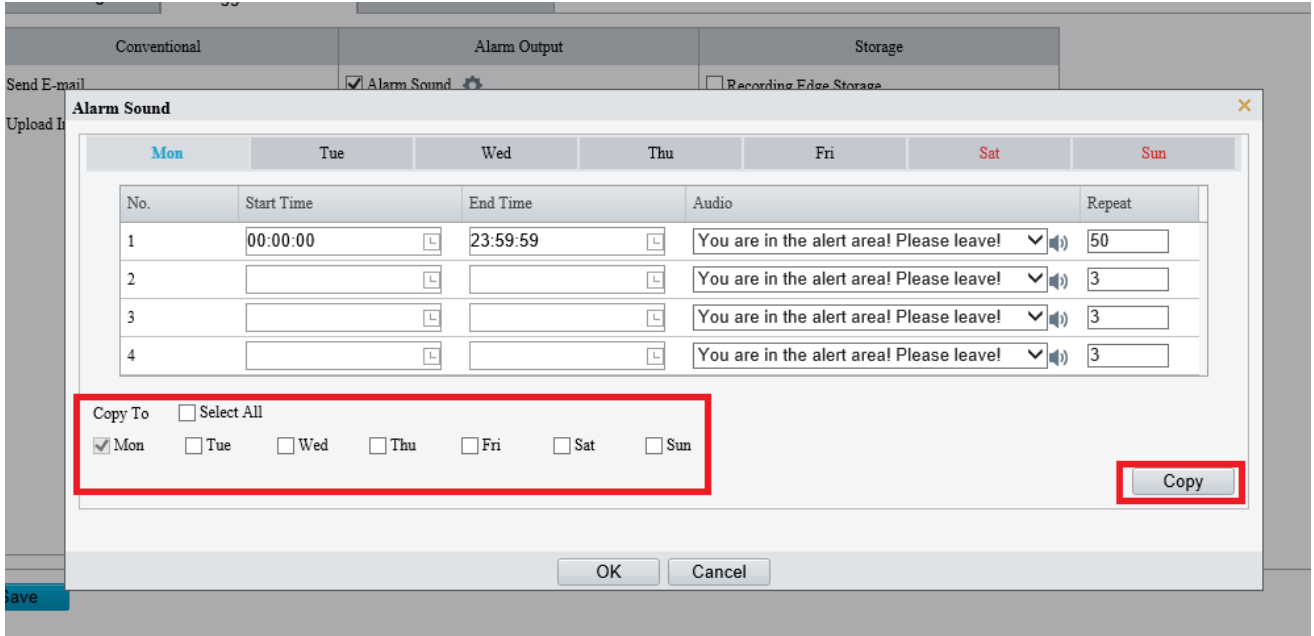 Conventional Alarm Output Storage
Send E-mail Alarm Sound Recording Edge Storage
Upload
Alarm Sound
Mon Tue Wed Thu Fri Sat Sun
No. Start Time End Time Audio Repeat
1 00:00:00 23:59:59 You are in the alert area! Please leave! 50
2 You are in the alert area! Please leave! 3
3 You are in the alert area! Please leave! 3
4 You are in the alert area! Please leave! 3
Copy To Select All
Mon Tue Wed Thu Fri Sat Sun
Copy
OK Cancel
Save